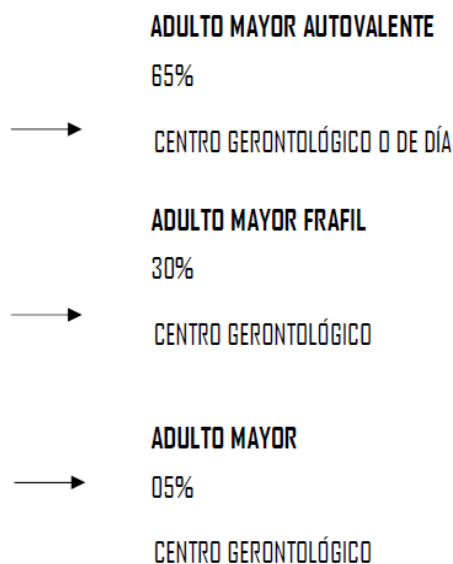 ADULTO MAYOR AUTOVALENTE
65%
CENTRO GERONTOLÓGICO O DE DÍA
ADULTO MAYOR FRAFIL
30%
CENTRO GERONTOLÓGICO
ADULTO MAYOR
05%
CENTRO GERONTOLÓGICO